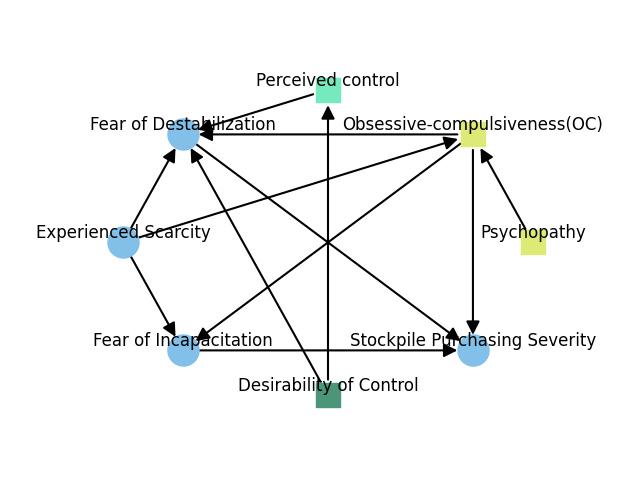 Perceived control
Fear of Destabilization
Obsessive-compulsiveness(OC)
Experienced Scarcity
Psychopathy
Fear of Incapacitation
Stockpile Purchasing Severity
Desirability of Control